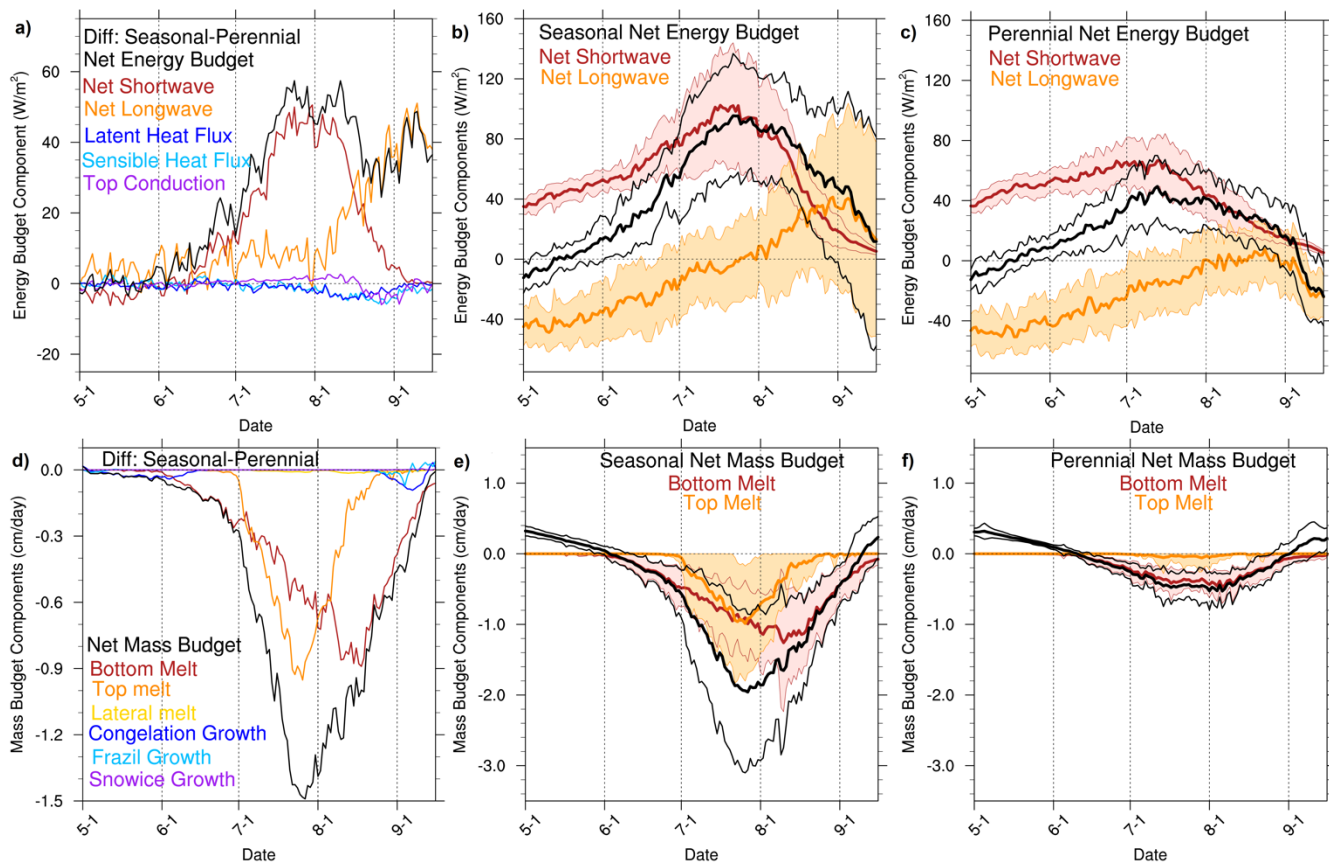 a)
Diff: Seasonal-Perennial
Net Energy Budget
Net Shortwave
Net Longwave
Latent Heat Flux
Sensible Heat Flux
Top Conduction
Energy Budget Component (W/m²)
60
40
20
0
-20
5-1
6-1
7-1
8-1
9-1
Date
b)
Seasonal Net Energy Budget
Net Shortwave
Net Longwave
Energy Budget Components (W/m²)
160
120
80
40
0
-40
5-1
6-1
7-1
8-1
9-1
Date
c)
Perennial Net Energy Budget
Net Shortwave
Net Longwave
Energy Budget Components (W/m²)
160
120
80
40
0
-40
5-1
6-1
7-1
8-1
9-1
Date
d)
Diff: Seasonal-Perennial
Net Mass Budget
Bottom Melt
Top melt
Lateral melt
Congelation Growth
Frazil Growth
Snowice Growth
Mass Budget Components (cm/day)
0.0
-0.3
-0.6
-0.9
-1.2
-1.5
5-1
6-1
7-1
8-1
9-1
Date
e)
Seasonal Net Mass Budget
Bottom Melt
Top Melt
Mass Budget Components (cm/day)
1.0
0.0
-1.0
-2.0
-3.0
5-1
6-1
7-1
8-1
9-1
Date
f)
Perennial Net Mass Budget
Bottom Melt
Top Melt
Mass Budget Components (cm/day)
1.0
0.0
-1.0
-2.0
-3.0
5-1
6-1
7-1
8-1
9-1
Date